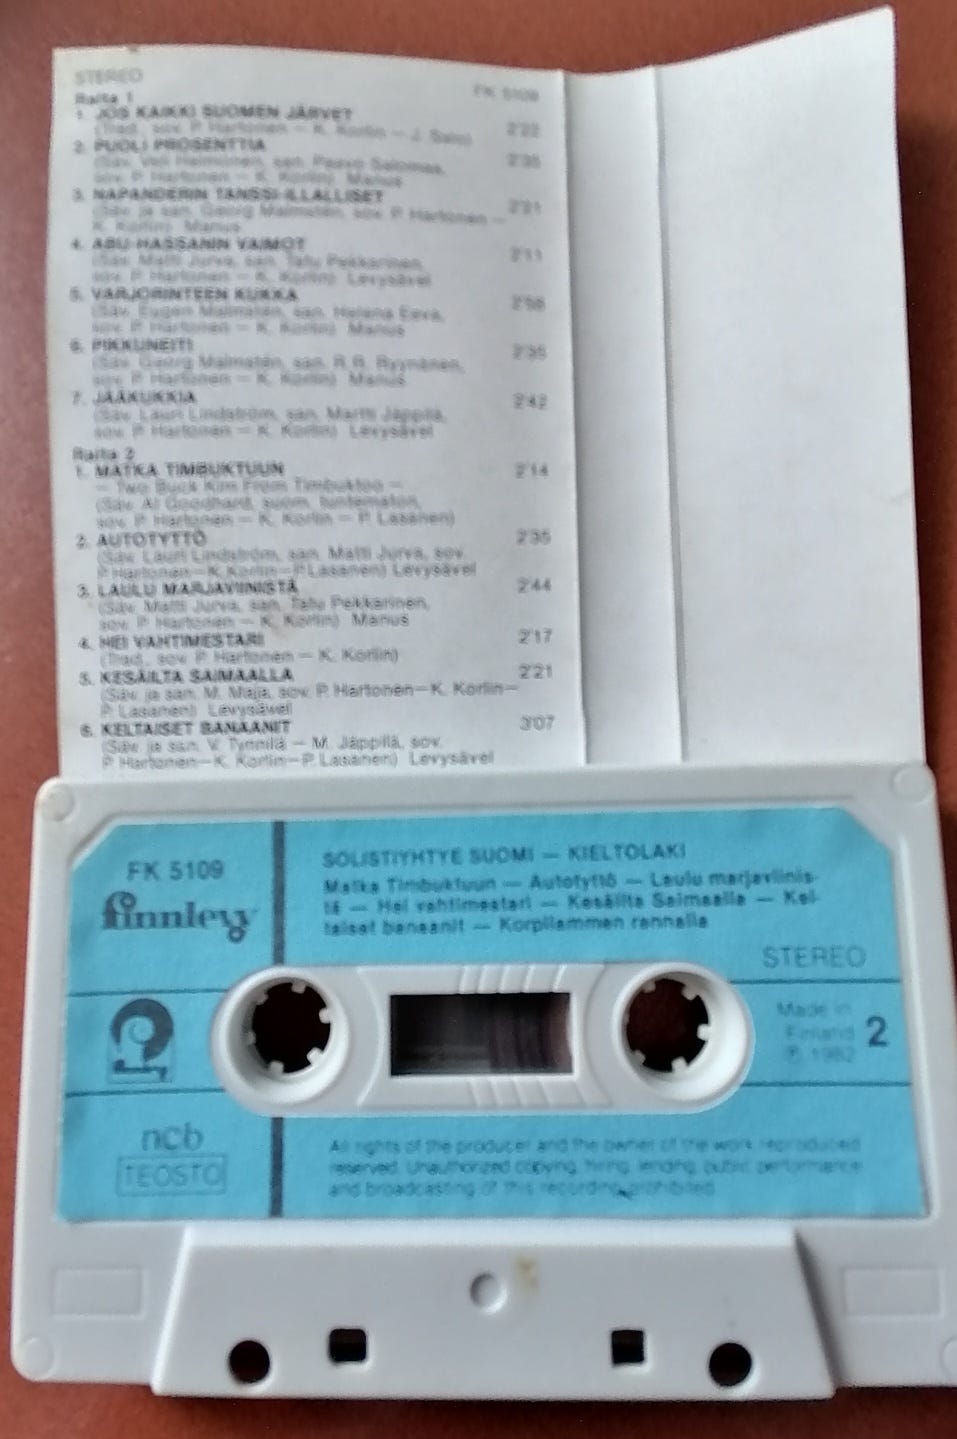 STEREO
FK 5109
Raita 1
1. JOS KAIKKI SUOMEN JÄRVET 2'22
(Trad., sov. P. Hartonen — K. Korlin — J. Salo)
2. PUOLI PROSENTTIA 2'35
(Säv. Veli Helminen, san. Paavo Salomaa,
sov. P. Hartonen — K. Korlin) Manus
3. NAPANDERIN TANSSI-ILLALLISET 2'21
(Säv. ja san. Georg Malmstén, sov. P. Hartonen —
K. Korlin) Manus
4. ABU-HASSANIN VAIMOT 2'11
(Säv. Matti Jurva, san. Tatu Pekkarinen,
sov. P. Hartonen — K. Korlin) Levysävel
5. VARJORINTEEN KUKKA 2'58
(Säv. Eugen Malmstén, san. Helena Eeva,
sov. P. Hartonen — K. Korlin) Manus
6. PIKKUNEITI 2'35
(Säv. Georg Malmstén, san. R.R. Ryynänen,
sov. P. Hartonen — K. Korlin) Manus
7. JÄÄKUKKIA 2'42
(Säv. Lauri Lindström, san. Martti Jäppilä,
sov. P. Hartonen — K. Korlin) Levysävel
Raita 2
1. MATKA TIMBUKTUUN 2'14
— Two Buck Kim From Timbuktoo —
(Säv. Al Goodhard, suom. tuntematon,
sov. P. Hartonen — K. Korlin — P. Lasanen)
2. AUTOTYTTÖ 2'35
(Säv. Lauri Lindström, san. Matti Jurva, sov.
P. Hartonen—K. Korlin—P. Lasanen) Levysävel
3. LAULU MARJAVIINISTÄ 2'44
(Säv. Matti Jurva, san. Tatu Pekkarinen,
sov. P. Hartonen — K. Korlin) Manus
4. HEI VAHTIMESTARI 2'17
(Trad., sov. P. Hartonen — K. Korlin)
5. KESÄILTA SAIMAALLA 2'21
(Säv. ja san. M. Maja, sov. P. Hartonen—K. Korlin—
P. Lasanen) Levysävel
6. KELTAISET BANAANIT 3'07
(Säv. ja san. V. Tynnilä — M. Jäppilä, sov.
P. Hartonen—K. Korlin—P. Lasanen) Levysävel
FK 5109
finnlevy
SOLISTIYHTYE SUOMI — KIELTOLAKI
Matka Timbuktuun — Autotyttö — Laulu marjaviinis-
tä — Hei vahtimestari — Kesäilta Saimaalla — Kel-
taiset banaanit — Korpilammen rannalla
STEREO
Made in
Finland
℗ 1982
2
ncb
TEOSTO
All rights of the producer and the owner of the work reproduced
reserved. Unauthorized copying, hiring, lending, public performance
and broadcasting of this recording prohibited.